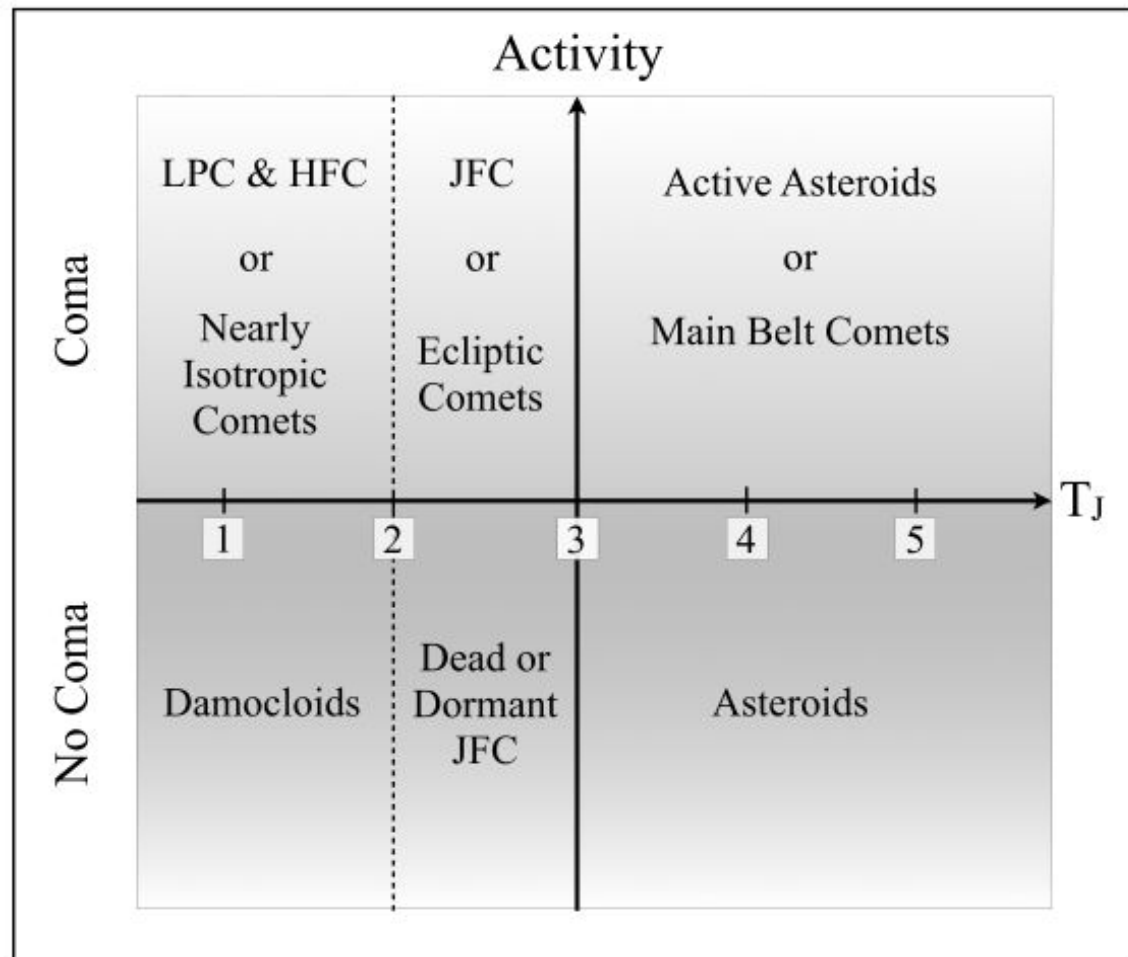 Activity
Coma
LPC & HFC
or
Nearly
Isotropic
Comets
JFC
or
Ecliptic
Comets
Active Asteroids
or
Main Belt Comets
1
2
3
4
5
TJ
No Coma
Damocloids
Dead or
Dormant
JFC
Asteroids